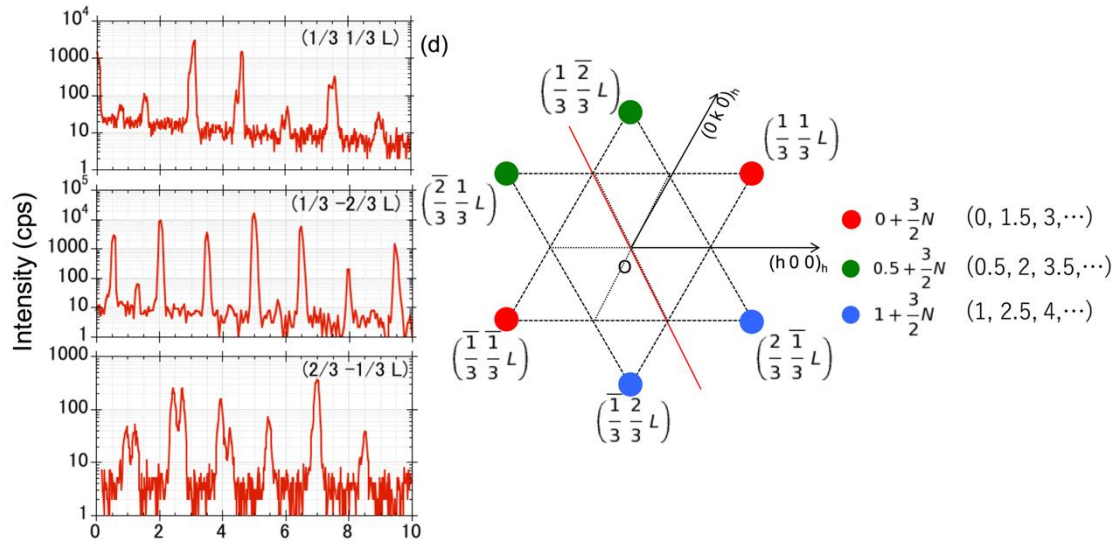 Intensity (cps)
10⁴
1000
100
10
1
(1/3 1/3 L)
10⁵
10⁴
1000
100
10
1
(1/3 -2/3 L)
1000
100
10
1
(2/3 -1/3 L)
0 2 4 6 8 10
(d)
(1/3 2̅/3 L)
(0 k 0)ₕ
(1/3 1/3 L)
(2̅/3 1/3 L)
O
(h 0 0)ₕ
(1̅/3 1̅/3 L)
(2/3 1̅/3 L)
(1̅/3 2/3 L)
0 + 3/2 N (0, 1.5, 3,⋯)
0.5 + 3/2 N (0.5, 2, 3.5,⋯)
1 + 3/2 N (1, 2.5, 4,⋯)